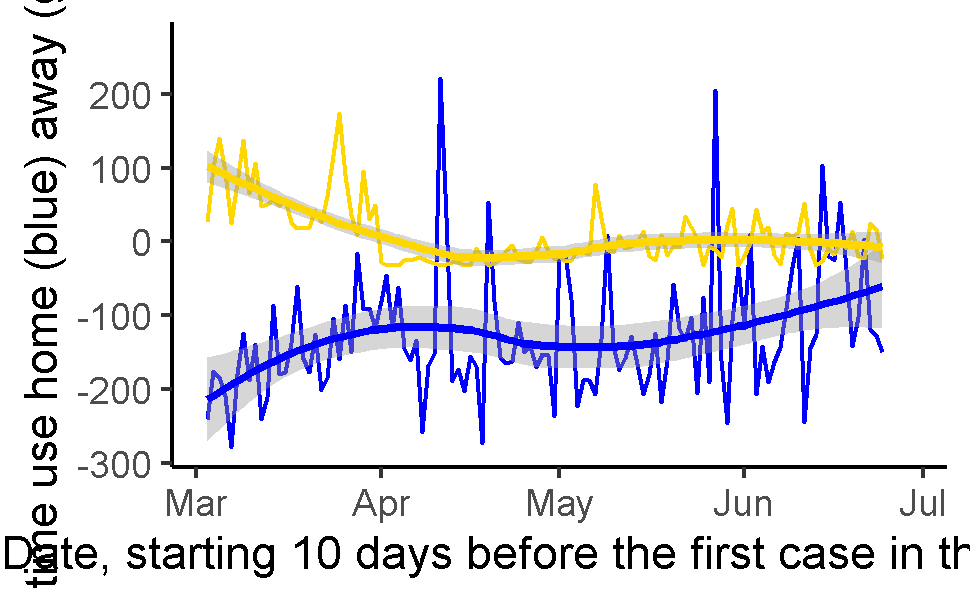 time use home (blue) away (
200
100
0
-100
-200
-300
Mar Apr May Jun Jul
Date, starting 10 days before the first case in th